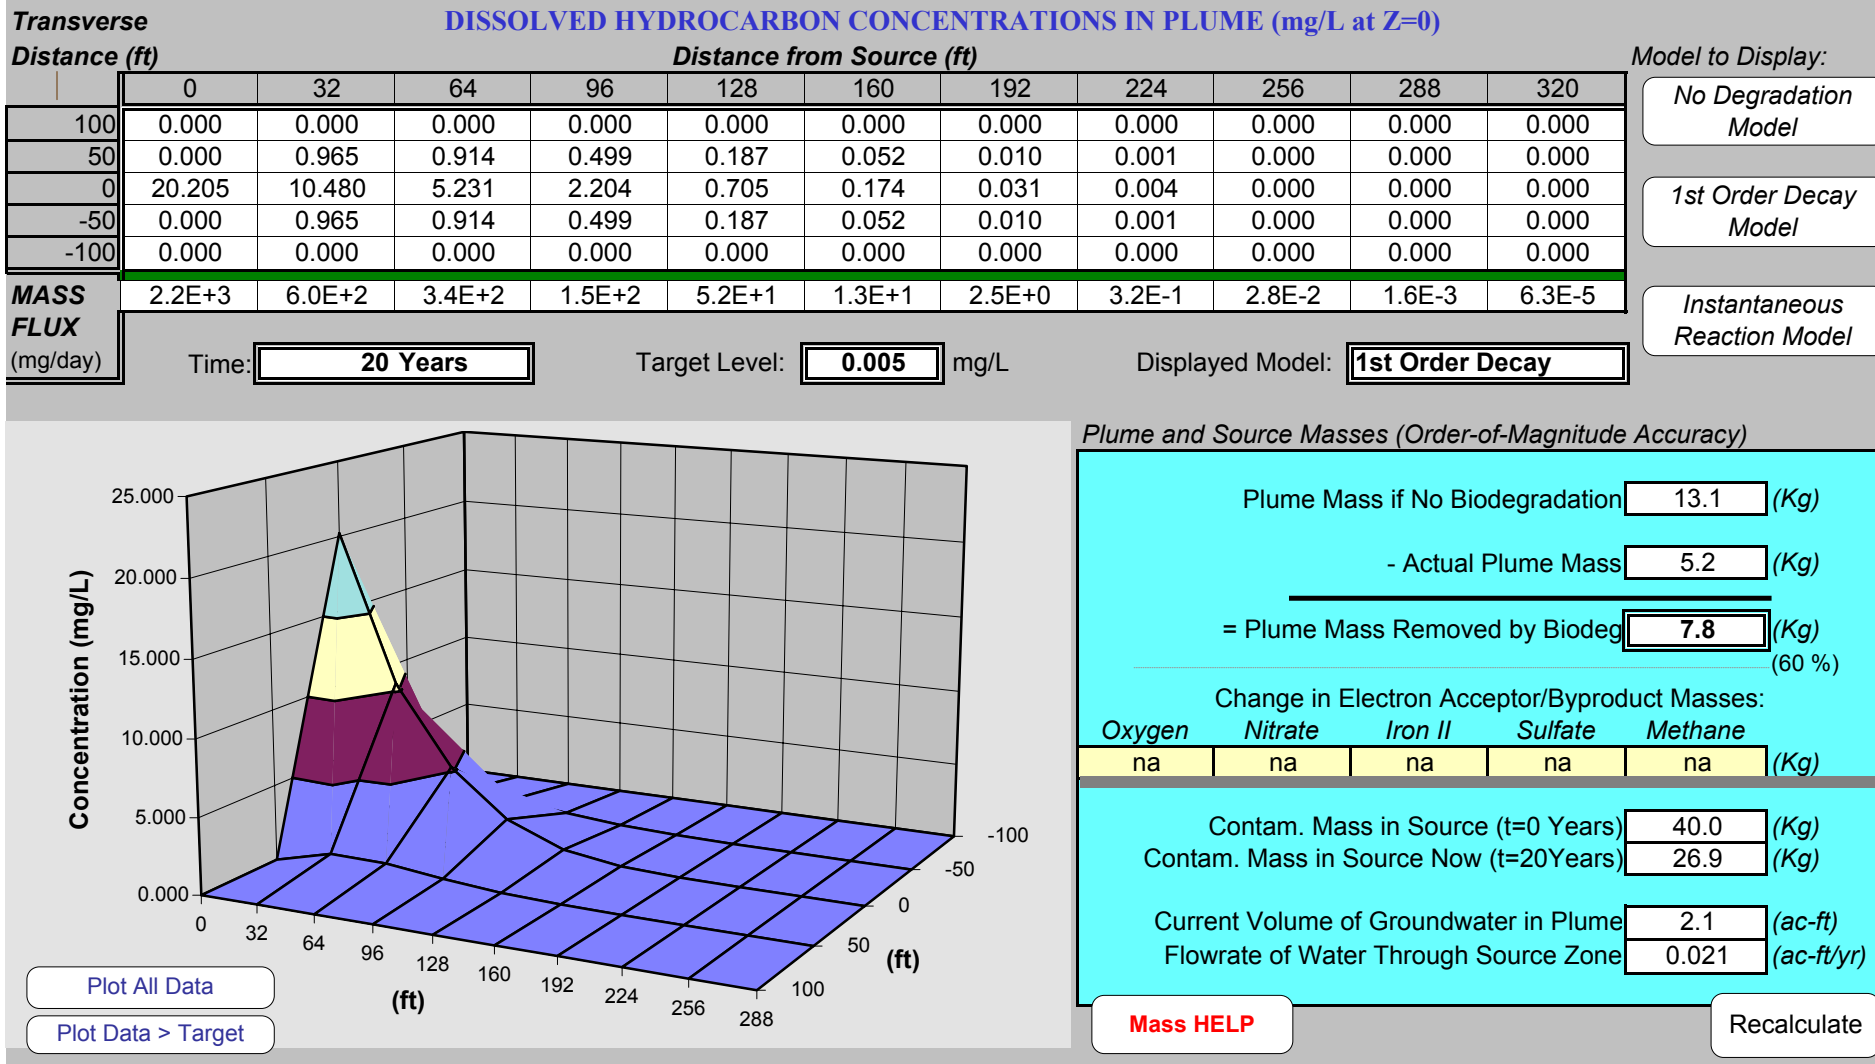 Transverse
Distance (ft)
DISSOLVED HYDROCARBON CONCENTRATIONS IN PLUME (mg/L at Z=0)
Distance from Source (ft)
Model to Display:
0 32 64 96 128 160 192 224 256 288 320
100 0.000 0.000 0.000 0.000 0.000 0.000 0.000 0.000 0.000 0.000 0.000
50 0.000 0.965 0.914 0.499 0.187 0.052 0.010 0.001 0.000 0.000 0.000
0 20.205 10.480 5.231 2.204 0.705 0.174 0.031 0.004 0.000 0.000 0.000
-50 0.000 0.965 0.914 0.499 0.187 0.052 0.010 0.001 0.000 0.000 0.000
-100 0.000 0.000 0.000 0.000 0.000 0.000 0.000 0.000 0.000 0.000 0.000
MASS
FLUX
(mg/day)
2.2E+3 6.0E+2 3.4E+2 1.5E+2 5.2E+1 1.3E+1 2.5E+0 3.2E-1 2.8E-2 1.6E-3 6.3E-5
No Degradation
Model
1st Order Decay
Model
Instantaneous
Reaction Model
Time: 20 Years
Target Level: 0.005 mg/L
Displayed Model: 1st Order Decay
25.000
20.000
15.000
10.000
5.000
0.000
Concentration (mg/L)
0
32
64
96
128
160
192
224
256
288
(ft)
-100
-50
0
50
100
(ft)
Plot All Data
Plot Data > Target
Plume and Source Masses (Order-of-Magnitude Accuracy)
Plume Mass if No Biodegradation 13.1 (Kg)
- Actual Plume Mass 5.2 (Kg)
= Plume Mass Removed by Biodeg 7.8 (Kg)
(60 %)
Change in Electron Acceptor/Byproduct Masses:
Oxygen Nitrate Iron II Sulfate Methane
na na na na na (Kg)
Contam. Mass in Source (t=0 Years) 40.0 (Kg)
Contam. Mass in Source Now (t=20Years) 26.9 (Kg)
Current Volume of Groundwater in Plume 2.1 (ac-ft)
Flowrate of Water Through Source Zone 0.021 (ac-ft/yr)
Mass HELP
Recalculate